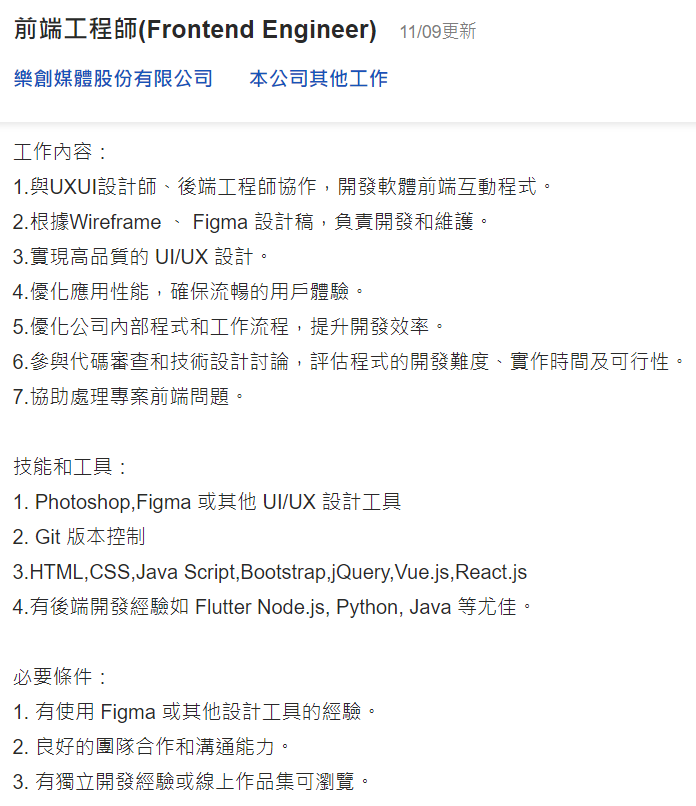 前端工程師(Frontend Engineer) 11/09更新
樂創媒體股份有限公司 本公司其他工作
工作內容：
1.與UXUI設計師、後端工程師協作，開發軟體前端互動程式。
2.根據Wireframe 、 Figma 設計稿，負責開發和維護。
3.實現高品質的 UI/UX 設計。
4.優化應用性能，確保流暢的用戶體驗。
5.優化公司內部程式和工作流程，提升開發效率。
6.參與代碼審查和技術設計討論，評估程式的開發難度、實作時間及可行性。
7.協助處理專案前端問題。
技能和工具：
1. Photoshop,Figma 或其他 UI/UX 設計工具
2. Git 版本控制
3.HTML,CSS,Java Script,Bootstrap,jQuery,Vue.js,React.js
4.有後端開發經驗如 Flutter Node.js, Python, Java 等尤佳。
必要條件：
1. 有使用 Figma 或其他設計工具的經驗。
2. 良好的團隊合作和溝通能力。
3. 有獨立開發經驗或線上作品集可瀏覽。